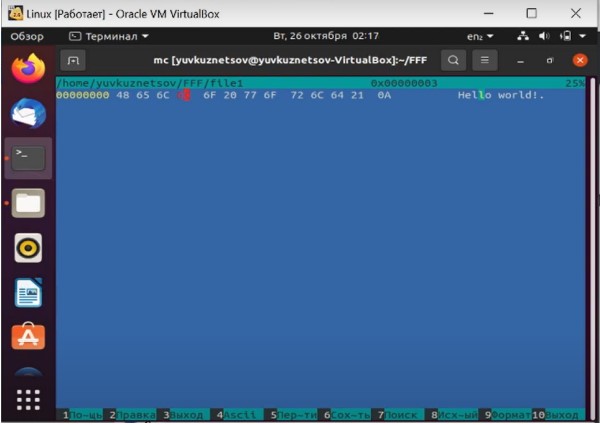 Linux [Работает] - Oracle VM VirtualBox
Обзор Терминал Вт, 26 октября 02:17 en₂
mc [yuvkuznetsov@yuvkuznetsov-VirtualBox]:~/FFF
/home/yuvkuznetsov/FFF/file1 0x00000003 25%
00000000 48 65 6C 6F 20 77 6F 72 6C 64 21 0A Hello world!.
1По~щь 2Правка 3Выход 4Ascii 5Пер~ти 6Сох~ть 7Поиск 8Исх~ый 9Формат 10Выход